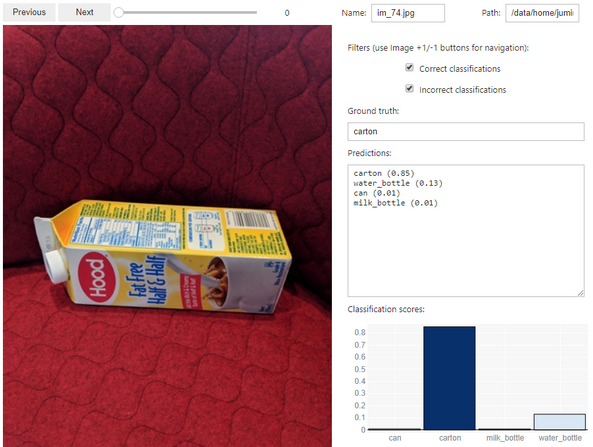 Previous
Next
0
Name:
im_74.jpg
Path:
/data/home/jumi
Filters (use Image +1/-1 buttons for navigation):
Correct classifications
Incorrect classifications
Ground truth:
carton
Predictions:
carton (0.85)
water_bottle (0.13)
can (0.01)
milk_bottle (0.01)
Hood
Fat Free
Half & Half
Classification scores:
0.8
0.7
0.6
0.5
0.4
0.3
0.2
0.1
0
can
carton
milk_bottle
water_bottle